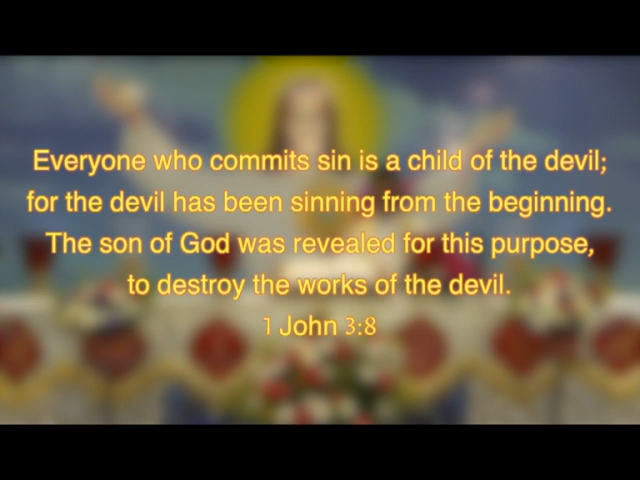 Everyone who commits sin is a child of the devil;
for the devil has been sinning from the beginning.
The son of God was revealed for this purpose,
to destroy the works of the devil.
1 John 3:8